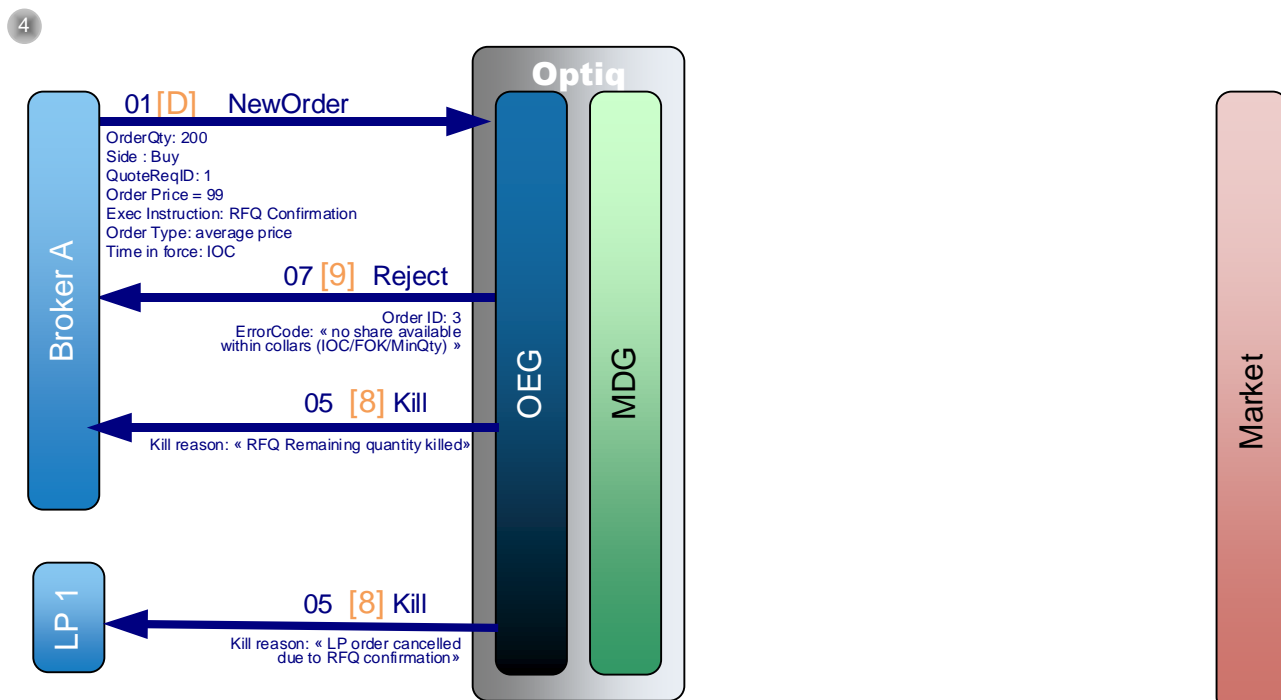 4
Optiq
01 [D] NewOrder
OrderQty: 200
Side : Buy
QuoteReqID: 1
Order Price = 99
Exec Instruction: RFQ Confirmation
Order Type: average price
Time in force: IOC
07 [9] Reject
Order ID: 3
ErrorCode: « no share available
within collars (IOC/FOK/MinQty) »
05 [8] Kill
Kill reason: « RFQ Remaining quantity killed»
Broker A
OEG
MDG
Market
05 [8] Kill
Kill reason: « LP order cancelled
due to RFQ confirmation»
LP 1